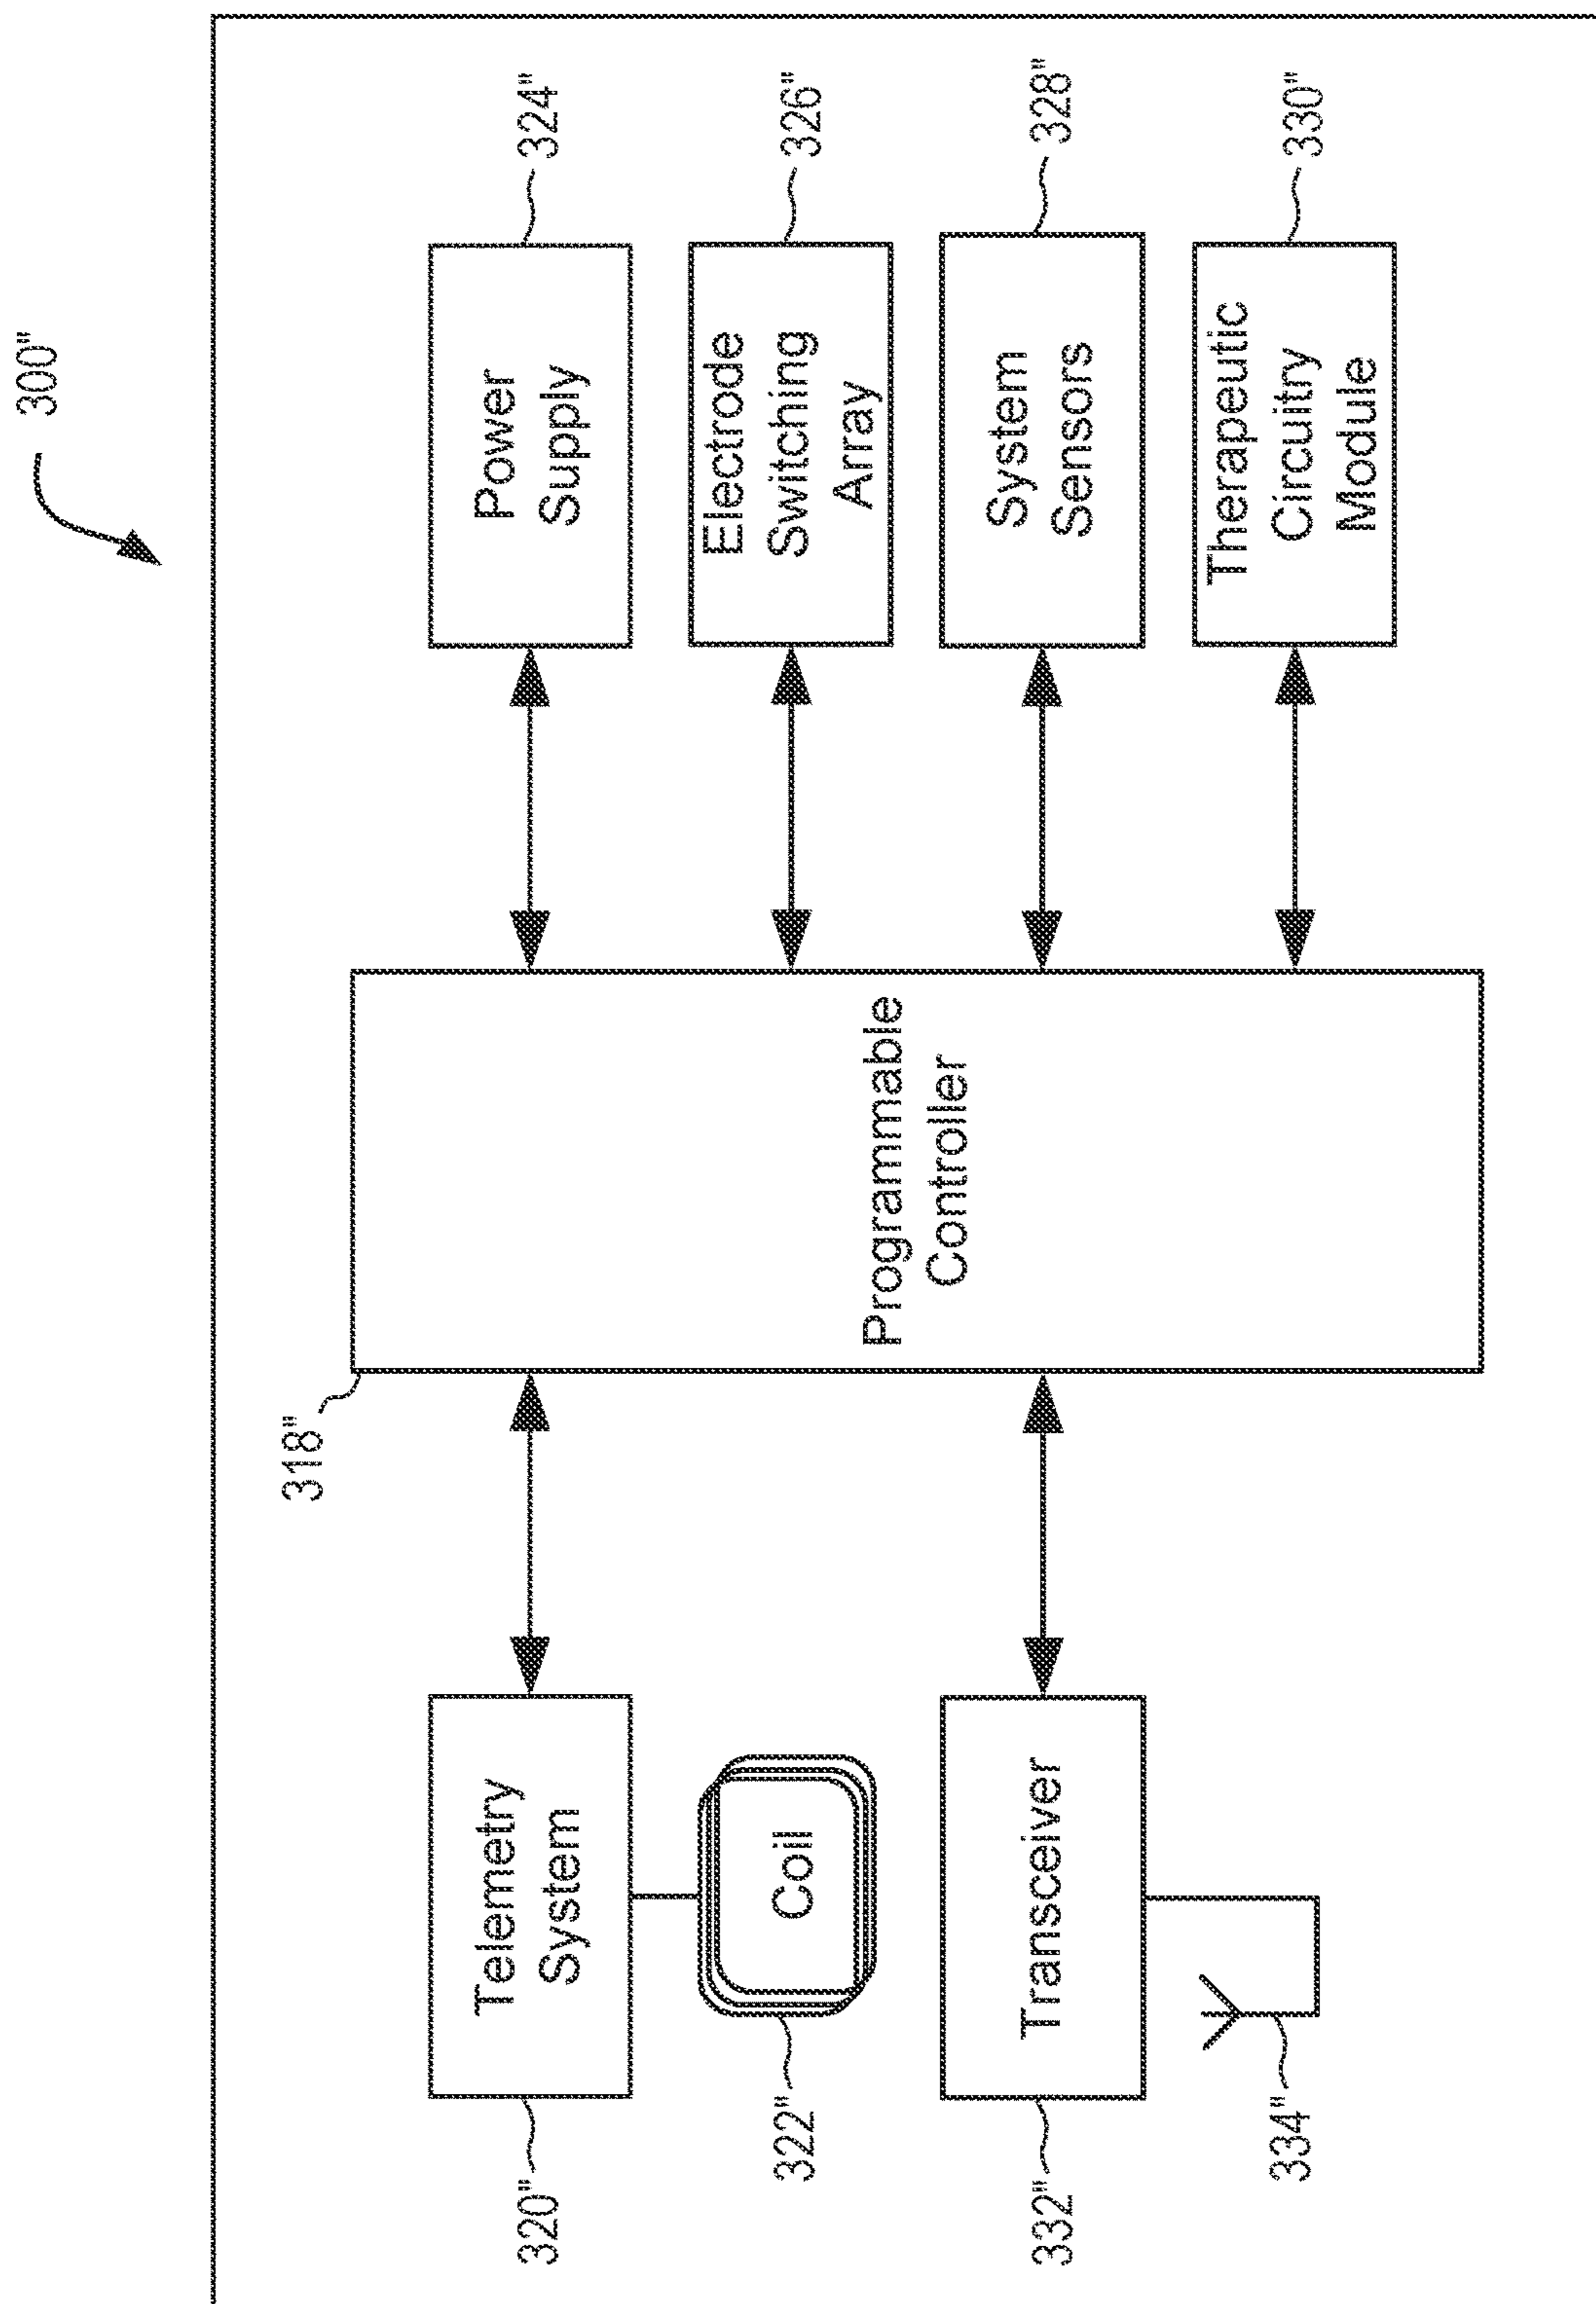 300"
318"
320"
Telemetry
System
322"
Coil
332"
Transceiver
334"
Programmable
Controller
Power
Supply
324"
Electrode
Switching
Array
326"
System
Sensors
328"
Therapeutic
Circuitry
Module
330"